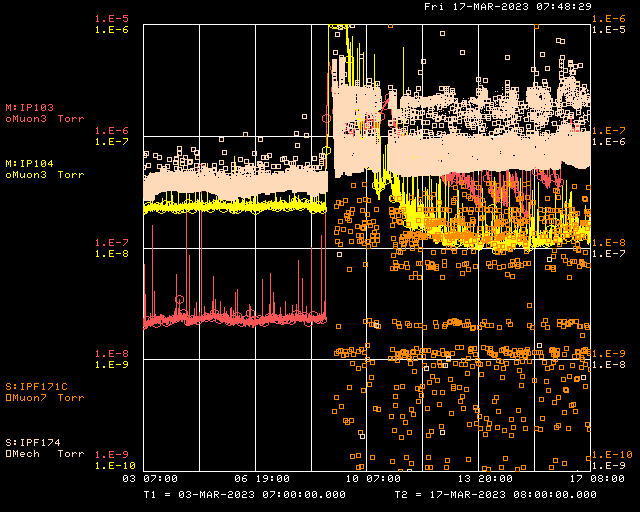 Fri 17-MAR-2023 07:48:29
1.E-5 1.E-6
1.E-6 1.E-5
M:IP103
oMuon3 Torr
1.E-6 1.E-7
1.E-7 1.E-6
M:IP104
oMuon3 Torr
1.E-7 1.E-8
1.E-8 1.E-7
1.E-8 1.E-9
1.E-9 1.E-8
S:IPF171C
□Muon7 Torr
S:IPF174
□Mech Torr
1.E-9 1.E-10
1.E-10 1.E-9
03 07:00 06 19:00 10 07:00 13 20:00 17 08:00
T1 = 03-MAR-2023 07:00:00.000 T2 = 17-MAR-2023 08:00:00.000